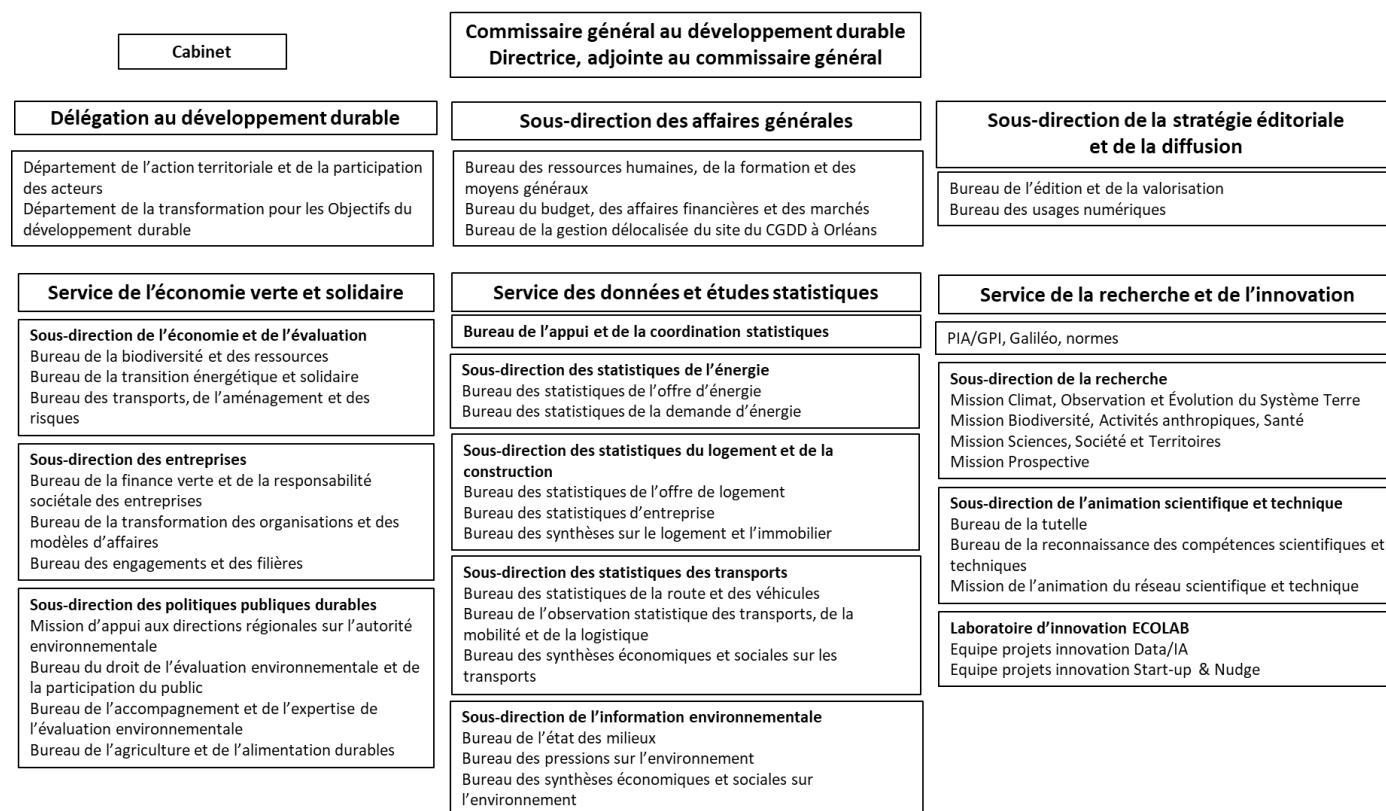 Cabinet
Commissaire général au développement durable
Directrice, adjointe au commissaire général
Délégation au développement durable
Département de l'action territoriale et de la participation
des acteurs
Département de la transformation pour les Objectifs du
développement durable
Sous-direction des affaires générales
Bureau des ressources humaines, de la formation et des
moyens généraux
Bureau du budget, des affaires financières et des marchés
Bureau de la gestion délocalisée du site du CGDD à Orléans
Sous-direction de la stratégie éditoriale
et de la diffusion
Bureau de l'édition et de la valorisation
Bureau des usages numériques
Service de l'économie verte et solidaire
Sous-direction de l'économie et de l'évaluation
Bureau de la biodiversité et des ressources
Bureau de la transition énergétique et solidaire
Bureau des transports, de l'aménagement et des
risques
Sous-direction des entreprises
Bureau de la finance verte et de la responsabilité
sociétale des entreprises
Bureau de la transformation des organisations et des
modèles d'affaires
Bureau des engagements et des filières
Sous-direction des politiques publiques durables
Mission d'appui aux directions régionales sur l'autorité
environnementale
Bureau du droit de l'évaluation environnementale et de
la participation du public
Bureau de l'accompagnement et de l'expertise de
l'évaluation environnementale
Bureau de l'agriculture et de l'alimentation durables
Service des données et études statistiques
Bureau de l'appui et de la coordination statistiques
Sous-direction des statistiques de l'énergie
Bureau des statistiques de l'offre d'énergie
Bureau des statistiques de la demande d'énergie
Sous-direction des statistiques du logement et de la
construction
Bureau des statistiques de l'offre de logement
Bureau des statistiques d'entreprise
Bureau des synthèses sur le logement et l'immobilier
Sous-direction des statistiques des transports
Bureau des statistiques de la route et des véhicules
Bureau de l'observation statistique des transports, de la
mobilité et de la logistique
Bureau des synthèses économiques et sociales sur les
transports
Sous-direction de l'information environnementale
Bureau de l'état des milieux
Bureau des pressions sur l'environnement
Bureau des synthèses économiques et sociales sur
l'environnement
Service de la recherche et de l'innovation
PIA/GPI, Galiléo, normes
Sous-direction de la recherche
Mission Climat, Observation et Évolution du Système Terre
Mission Biodiversité, Activités anthropiques, Santé
Mission Sciences, Société et Territoires
Mission Prospective
Sous-direction de l'animation scientifique et technique
Bureau de la tutelle
Bureau de la reconnaissance des compétences scientifiques et
techniques
Mission de l'animation du réseau scientifique et technique
Laboratoire d'innovation ECOLAB
Equipe projets innovation Data/IA
Equipe projets innovation Start-up & Nudge